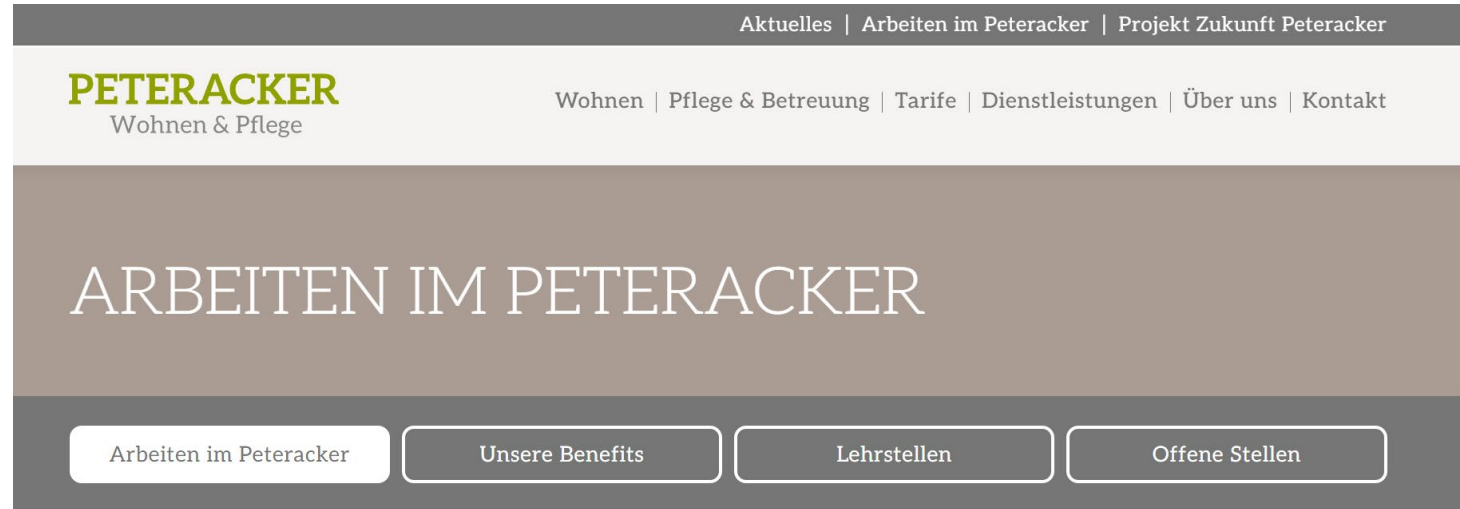 Aktuelles | Arbeiten im Peteracker | Projekt Zukunft Peteracker
PETERACKER
Wohnen & Pflege
Wohnen | Pflege & Betreuung | Tarife | Dienstleistungen | Über uns | Kontakt
ARBEITEN IM PETERACKER
Arbeiten im Peteracker
Unsere Benefits
Lehrstellen
Offene Stellen